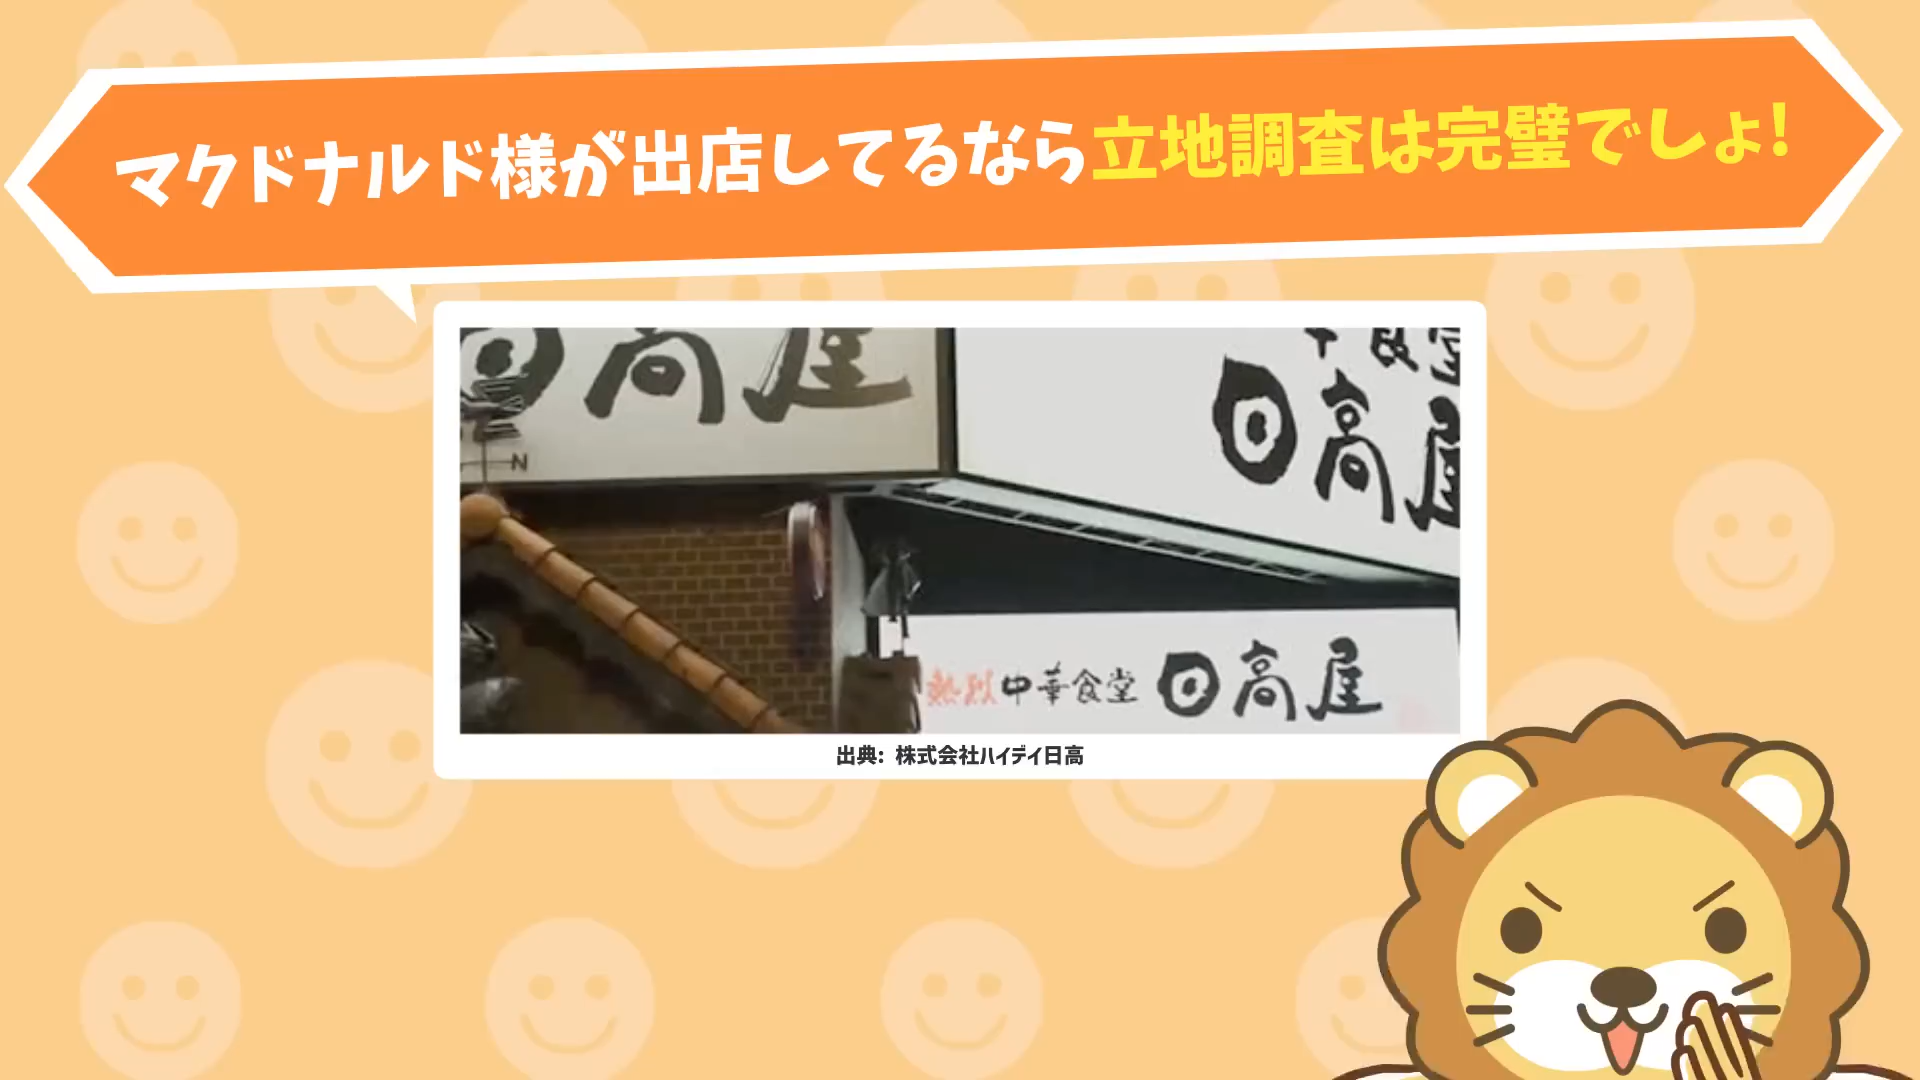 マクドナルド様が出店してるなら立地調査は完璧でしょ!
日高屋
食堂
日高屋
N
熱烈中華食堂 日高屋
出典: 株式会社ハイデイ日高